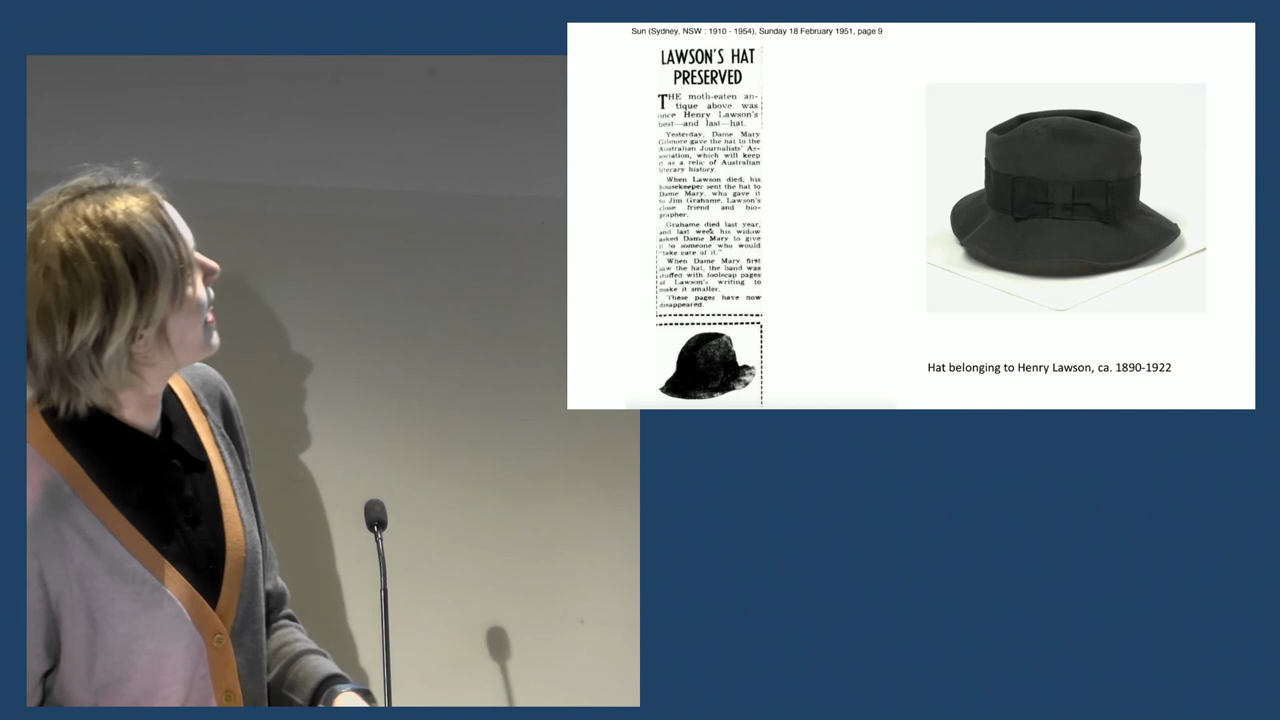 Sun (Sydney, NSW : 1910 - 1954), Sunday 18 February 1951, page 9
LAWSON'S HAT
PRESERVED
THE moth-eaten an-
tique above was
once Henry Lawson's
best—and last—hat.
Yesterday, Dame Mary
Gilmore gave the hat to the
Australian Journalists' As-
sociation, which will keep
it as a relic of Australian
literary history.
When Lawson died, his
housekeeper sent the hat to
Dame Mary, who gave it
to Jim Grahame, Lawson's
close friend and bio-
grapher.
Grahame died last year,
and last week his widow
asked Dame Mary to give
it to someone who would
"take care of it."
When Dame Mary first
saw the hat, the band was
stuffed with foolscap pages
of Lawson's writing to
make it smaller.
These pages have now
disappeared.
Hat belonging to Henry Lawson, ca. 1890-1922